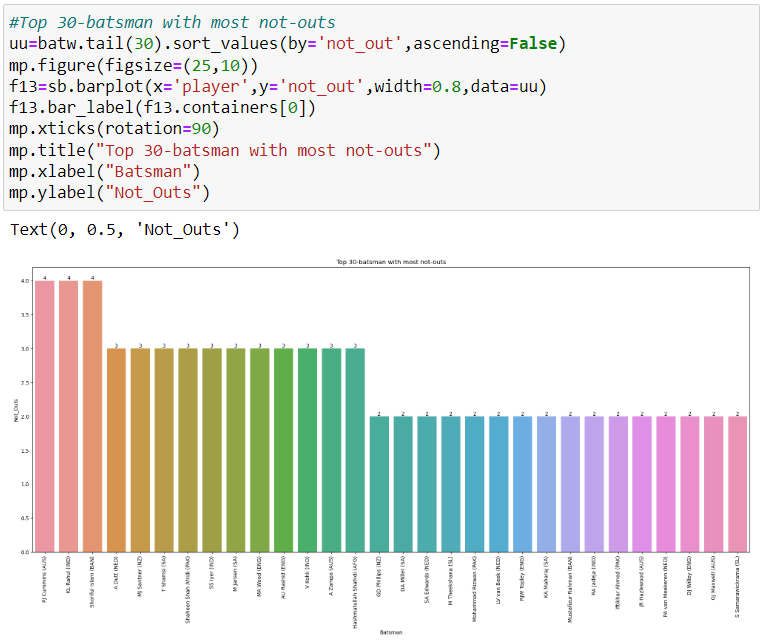 #Top 30-batsman with most not-outs
uu=batw.tail(30).sort_values(by='not_out',ascending=False)
mp.figure(figsize=(25,10))
f13=sb.barplot(x='player',y='not_out',width=0.8,data=uu)
f13.bar_label(f13.containers[0])
mp.xticks(rotation=90)
mp.title("Top 30-batsman with most not-outs")
mp.xlabel("Batsman")
mp.ylabel("Not_Outs")
Text(0, 0.5, 'Not_Outs')
Top 30-batsman with most not-outs
4 4 4 3 3 3 3 3 3 3 3 3 3 3 2 2 2 2 2 2 2 2 2 2 2 2 2 2 2 2
4.0
3.5
3.0
2.5
2.0
1.5
1.0
0.5
0.0
Not_Outs
PJ Cummins (AUS)
KL Rahul (IND)
Shoriful Islam (BAN)
A Dutt (NED)
MJ Santner (NZ)
T Shamsi (SA)
Shaheen Shah Afridi (PAK)
SS Iyer (IND)
M Jansen (SA)
MA Wood (ENG)
AU Rashid (ENG)
V Kohli (IND)
A Zampa (AUS)
Hashmatullah Shahidi (AFG)
GD Phillips (NZ)
DA Miller (SA)
SA Edwards (NED)
M Theekshana (SL)
Mohammad Rizwan (PAK)
LV van Beek (NED)
RJW Topley (ENG)
KA Maharaj (SA)
Mustafizur Rahman (BAN)
RA Jadeja (IND)
Iftikhar Ahmed (PAK)
JR Hazlewood (AUS)
PA van Meekeren (NED)
DJ Willey (ENG)
GJ Maxwell (AUS)
S Samarawickrama (SL)
Batsman